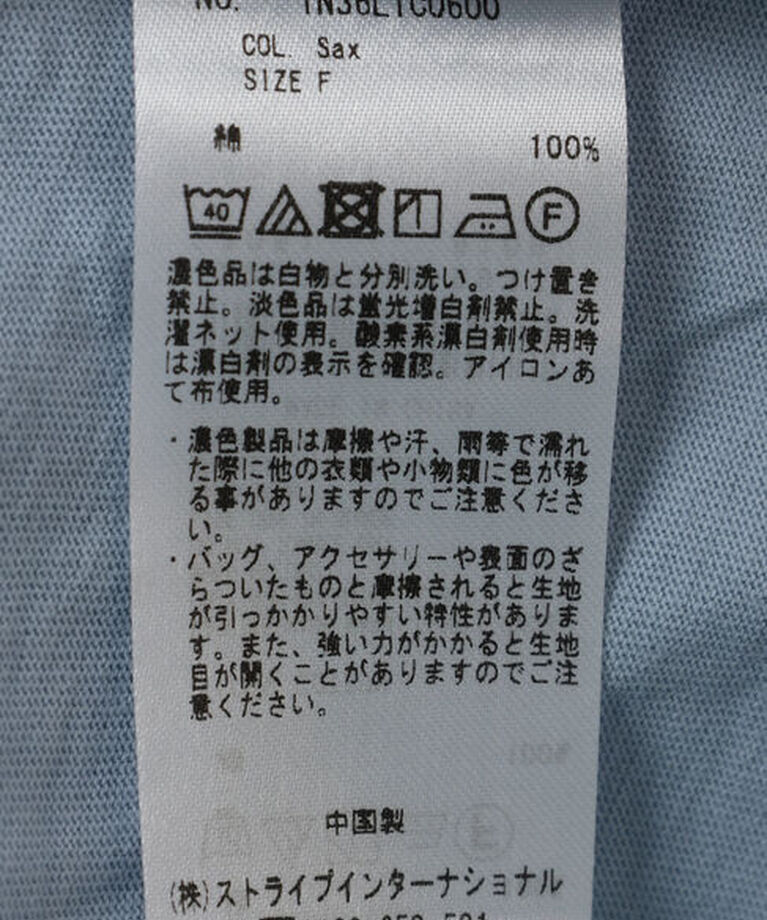 NO. TN36L1C0600
COL. Sax
SIZE F
綿 100%
40 F
濃色品は白物と分別洗い。つけ置き
禁止。淡色品は蛍光増白剤禁止。洗
濯ネット使用。酸素系漂白剤使用時
は漂白剤の表示を確認。アイロンあ
て布使用。
・濃色製品は摩擦や汗、雨等で濡れ
た際に他の衣類や小物類に色が移
る事がありますのでご注意くださ
い。
・バッグ、アクセサリーや表面のざ
らついたものと摩擦されると生地
が引っかかりやすい特性がありま
す。また、強い力がかかると生地
目が開くことがありますのでご注
意ください。
中国製
(株)ストライプインターナショナル